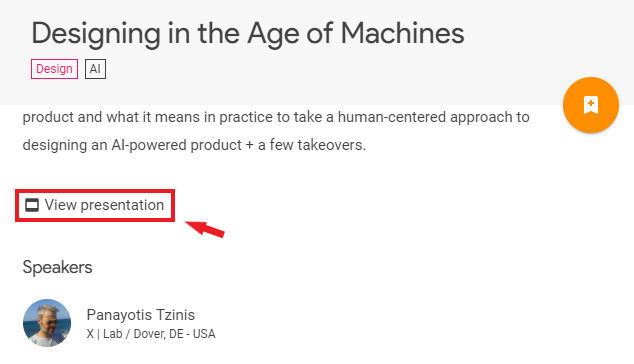 Designing in the Age of Machines
Design AI
product and what it means in practice to take a human-centered approach to
designing an AI-powered product + a few takeovers.
View presentation
Speakers
Panayotis Tzinis
X | Lab / Dover, DE - USA